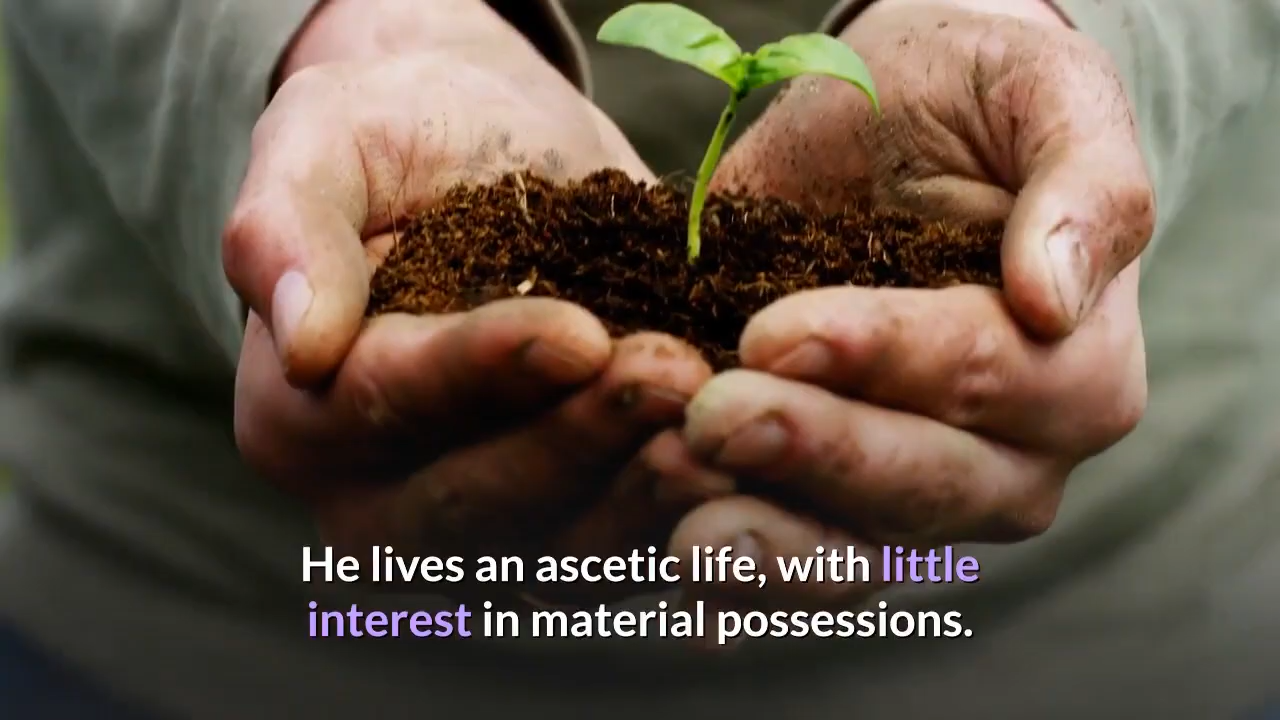 He lives an ascetic life, with little
interest in material possessions.